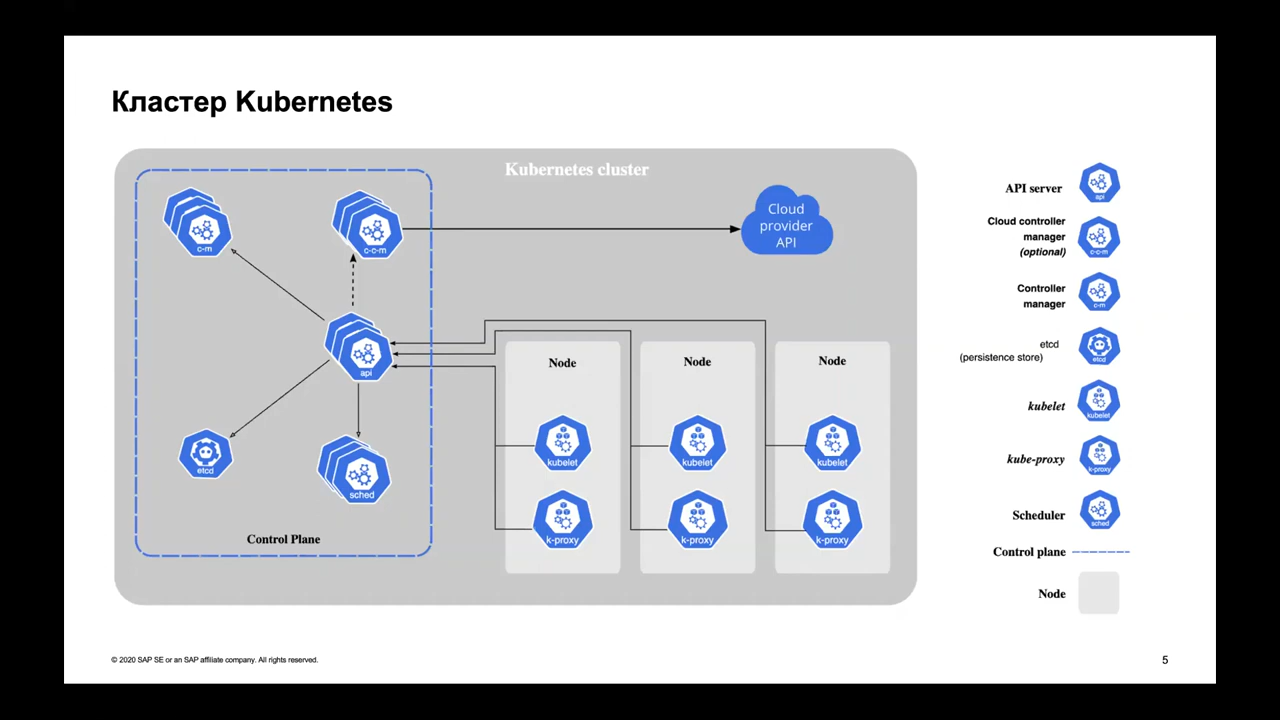 Кластер Kubernetes
Kubernetes cluster
c-m
c-c-m
Cloud
provider
API
api
etcd
sched
Control Plane
Node
Node
Node
kubelet
kubelet
kubelet
k-proxy
k-proxy
k-proxy
API server
api
Cloud controller
manager
(optional)
c-c-m
Controller
manager
c-m
etcd
(persistence store)
etcd
kubelet
kubelet
kube-proxy
k-proxy
Scheduler
sched
Control plane
Node
© 2020 SAP SE or an SAP affiliate company. All rights reserved.
5